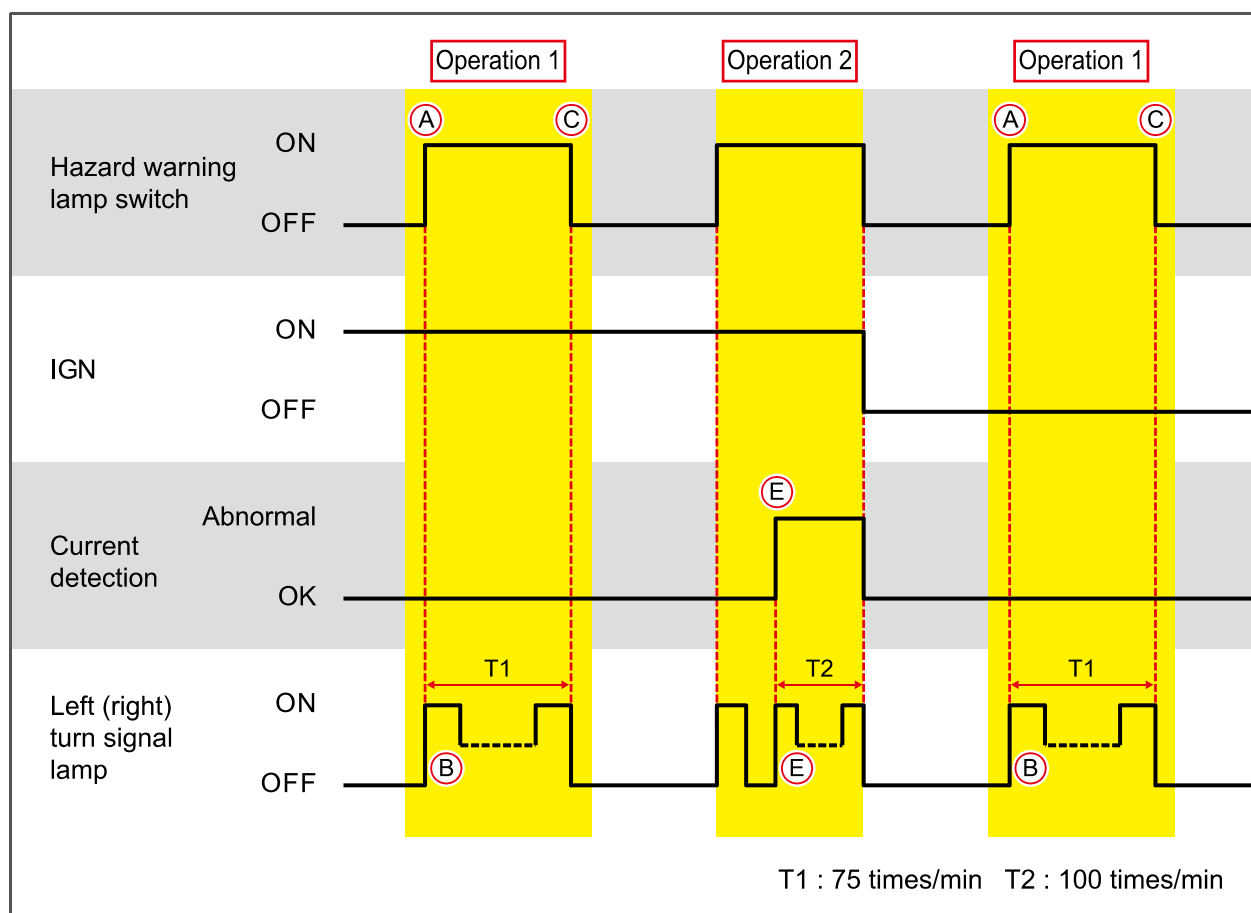 Operation 1
Operation 2
Operation 1
A
C
A
C
Hazard warning
lamp switch
ON
OFF
IGN
ON
OFF
E
Current
detection
Abnormal
OK
T1
T2
T1
Left (right)
turn signal
lamp
ON
OFF
B
E
B
T1 : 75 times/min T2 : 100 times/min